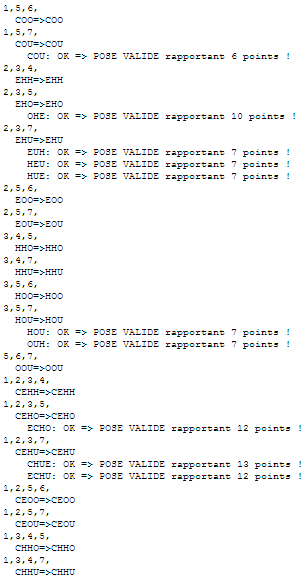 1,5,6,
COO=>COO
1,5,7,
COU=>COU
COU: OK => POSE VALIDE rapportant 6 points !
2,3,4,
EHH=>EHH
2,3,5,
EHO=>EHO
OHE: OK => POSE VALIDE rapportant 10 points !
2,3,7,
EHU=>EHU
EUH: OK => POSE VALIDE rapportant 7 points !
HEU: OK => POSE VALIDE rapportant 7 points !
HUE: OK => POSE VALIDE rapportant 7 points !
2,5,6,
EOO=>EOO
2,5,7,
EOU=>EOU
3,4,5,
HHO=>HHO
3,4,7,
HHU=>HHU
3,5,6,
HOO=>HOO
3,5,7,
HOU=>HOU
HOU: OK => POSE VALIDE rapportant 7 points !
OUH: OK => POSE VALIDE rapportant 7 points !
5,6,7,
OOU=>OOU
1,2,3,4,
CEHH=>CEHH
1,2,3,5,
CEHO=>CEHO
ECHO: OK => POSE VALIDE rapportant 12 points !
1,2,3,7,
CEHU=>CEHU
CHUE: OK => POSE VALIDE rapportant 13 points !
ECHU: OK => POSE VALIDE rapportant 12 points !
1,2,5,6,
CEOO=>CEOO
1,2,5,7,
CEOU=>CEOU
1,3,4,5,
CHHO=>CHHO
1,3,4,7,
CHHU=>CHHU